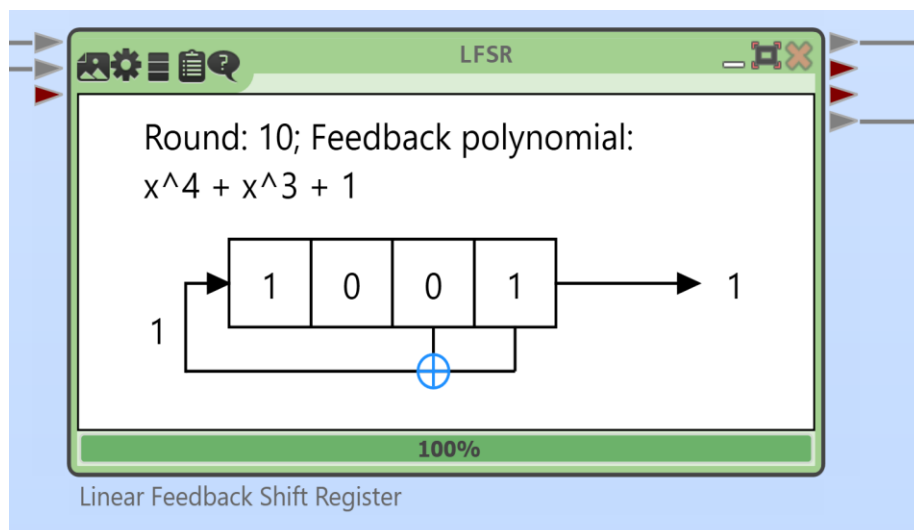 LFSR
Round: 10; Feedback polynomial:
x^4 + x^3 + 1
1 0 0 1 1
1
100%
Linear Feedback Shift Register